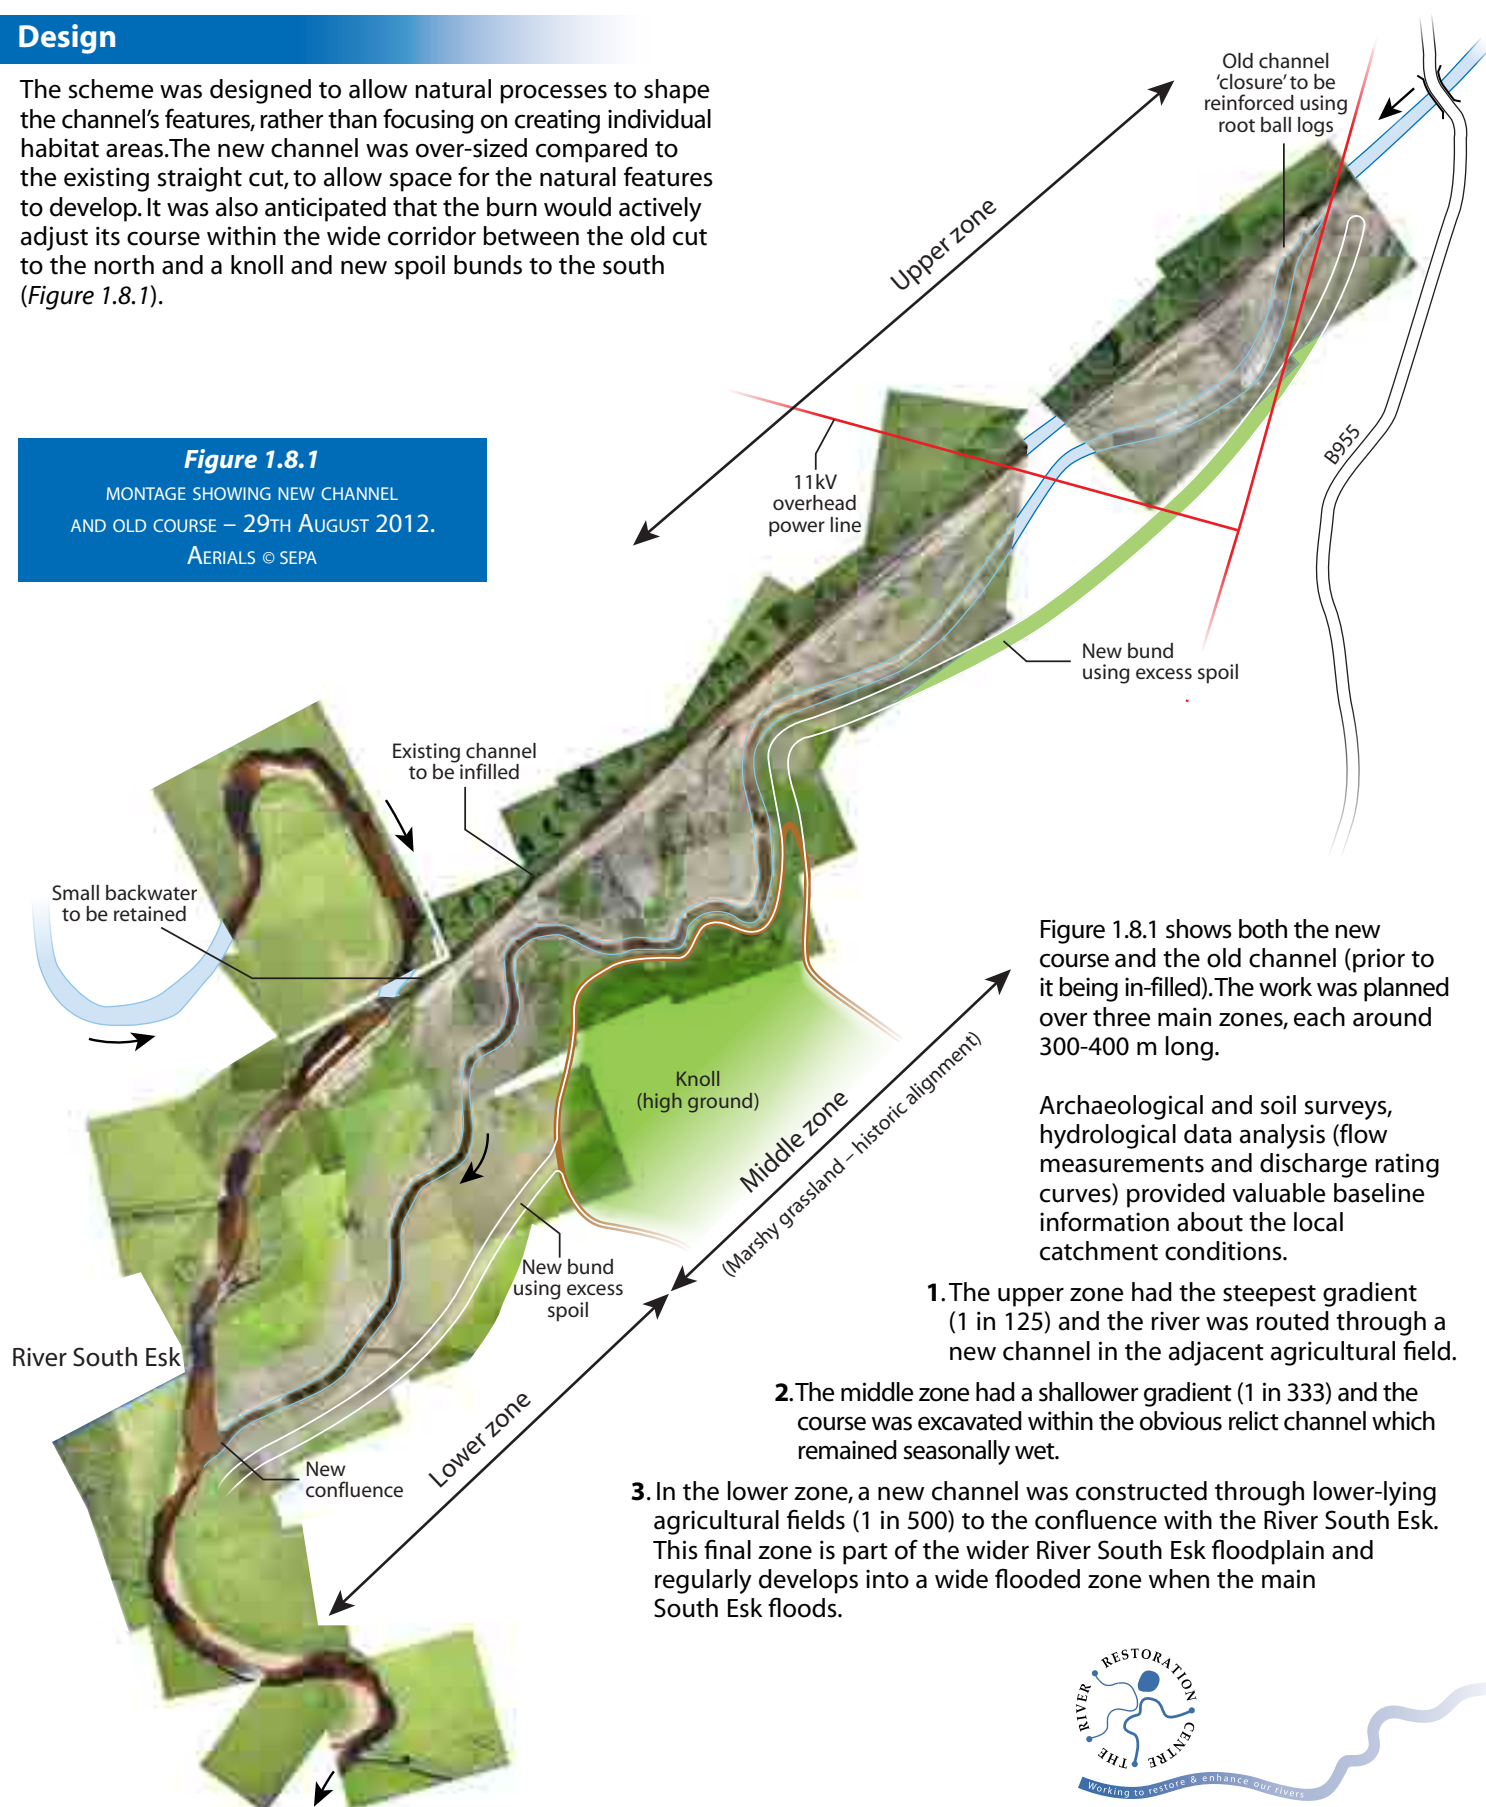 Design
The scheme was designed to allow natural processes to shape
the channel's features, rather than focusing on creating individual
habitat areas.The new channel was over-sized compared to
the existing straight cut, to allow space for the natural features
to develop. It was also anticipated that the burn would actively
adjust its course within the wide corridor between the old cut
to the north and a knoll and new spoil bunds to the south
(Figure 1.8.1).
Figure 1.8.1
MONTAGE SHOWING NEW CHANNEL
AND OLD COURSE – 29TH AUGUST 2012.
AERIALS © SEPA
Old channel
'closure' to be
reinforced using
root ball logs
Upper zone
11kV
overhead
power line
B955
New bund
using excess spoil
Existing channel
to be infilled
Small backwater
to be retained
Knoll
(high ground)
Middle zone
(Marshy grassland – historic alignment)
New bund
using excess
spoil
River South Esk
New
confluence
Lower zone
Figure 1.8.1 shows both the new
course and the old channel (prior to
it being in-filled). The work was planned
over three main zones, each around
300-400 m long.
Archaeological and soil surveys,
hydrological data analysis (flow
measurements and discharge rating
curves) provided valuable baseline
information about the local
catchment conditions.
1. The upper zone had the steepest gradient
(1 in 125) and the river was routed through a
new channel in the adjacent agricultural field.
2. The middle zone had a shallower gradient (1 in 333) and the
course was excavated within the obvious relict channel which
remained seasonally wet.
3. In the lower zone, a new channel was constructed through lower-lying
agricultural fields (1 in 500) to the confluence with the River South Esk.
This final zone is part of the wider River South Esk floodplain and
regularly develops into a wide flooded zone when the main
South Esk floods.
THE RIVER RESTORATION CENTRE
Working to restore & enhance our rivers